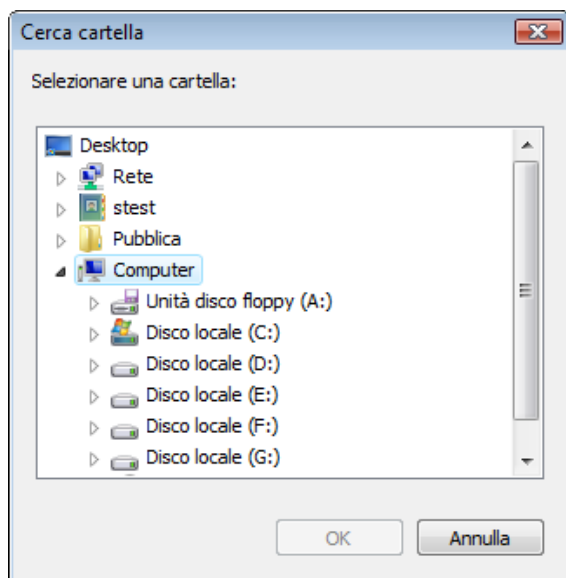 Cerca cartella
Selezionare una cartella:
Desktop
Rete
stest
Pubblica
Computer
Unità disco floppy (A:)
Disco locale (C:)
Disco locale (D:)
Disco locale (E:)
Disco locale (F:)
Disco locale (G:)
OK Annulla